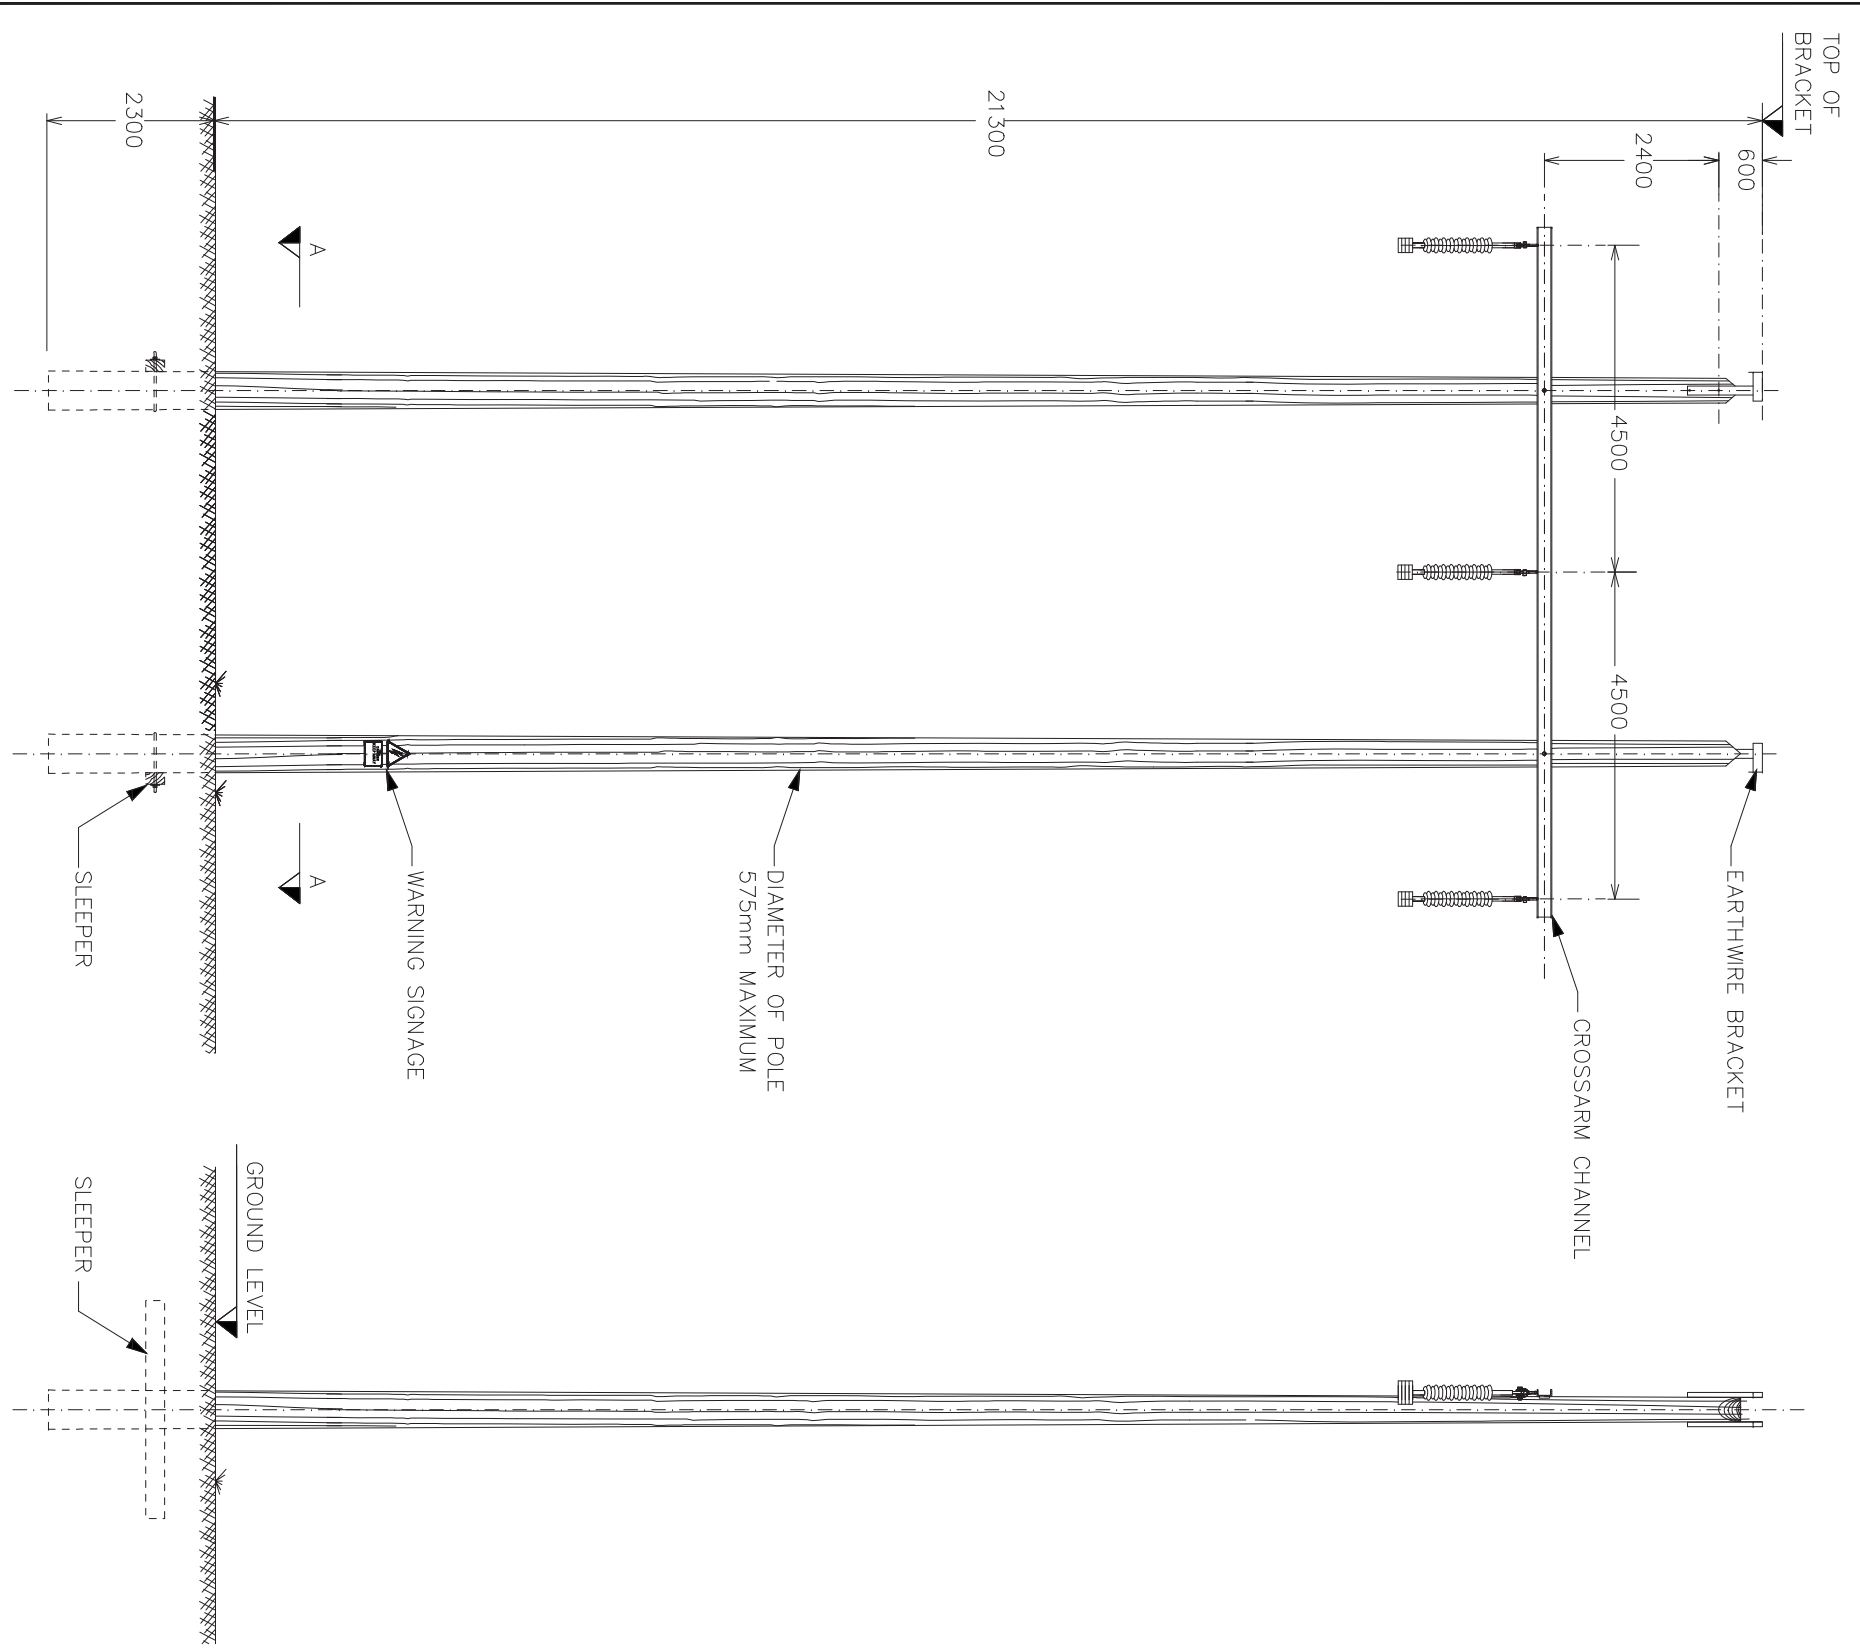 TOP OF
BRACKET
600
2400
21300
2300
4500
4500
EARTHWIRE BRACKET
CROSSARM CHANNEL
DIAMETER OF POLE
575mm MAXIMUM
WARNING SIGNAGE
A
A
SLEEPER
GROUND LEVEL
SLEEPER